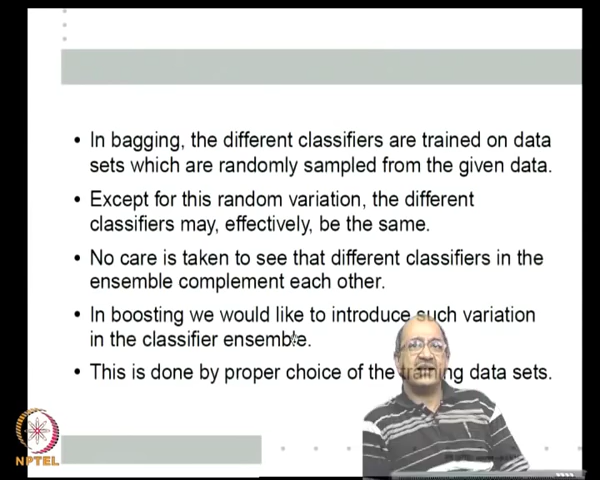 • In bagging, the different classifiers are trained on data
sets which are randomly sampled from the given data.
• Except for this random variation, the different
classifiers may, effectively, be the same.
• No care is taken to see that different classifiers in the
ensemble complement each other.
• In boosting we would like to introduce such variation
in the classifier ensemble.
• This is done by proper choice of the training data sets.
NPTEL